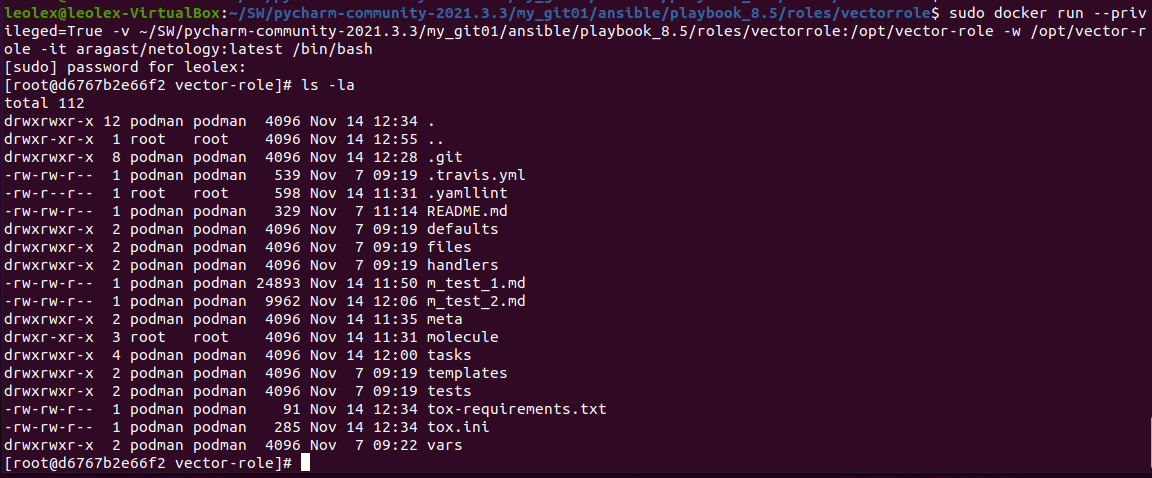 leolex@leolex-VirtualBox:~/SW/pycharm-community-2021.3.3/my_git01/ansible/playbook_8.5/roles/vectorrole$ sudo docker run --priv
ileged=True -v ~/SW/pycharm-community-2021.3.3/my_git01/ansible/playbook_8.5/roles/vectorrole:/opt/vector-role -w /opt/vector-r
ole -it aragast/netology:latest /bin/bash
[sudo] password for leolex:
[root@d6767b2e66f2 vector-role]# ls -la
total 112
drwxrwxr-x 12 podman podman  4096 Nov 14 12:34 .
drwxr-xr-x  1 root   root    4096 Nov 14 12:55 ..
drwxrwxr-x  8 podman podman  4096 Nov 14 12:28 .git
-rw-rw-r--  1 podman podman   539 Nov  7 09:19 .travis.yml
-rw-r--r--  1 root   root     598 Nov 14 11:31 .yamllint
-rw-rw-r--  1 podman podman   329 Nov  7 11:14 README.md
drwxrwxr-x  2 podman podman  4096 Nov  7 09:19 defaults
drwxrwxr-x  2 podman podman  4096 Nov  7 09:19 files
drwxrwxr-x  2 podman podman  4096 Nov  7 09:19 handlers
-rw-rw-r--  1 podman podman 24893 Nov 14 11:50 m_test_1.md
-rw-rw-r--  1 podman podman  9962 Nov 14 12:06 m_test_2.md
drwxrwxr-x  2 podman podman  4096 Nov 14 11:35 meta
drwxr-xr-x  3 root   root    4096 Nov 14 11:31 molecule
drwxrwxr-x  4 podman podman  4096 Nov 14 12:00 tasks
drwxrwxr-x  2 podman podman  4096 Nov  7 09:19 templates
drwxrwxr-x  2 podman podman  4096 Nov  7 09:19 tests
-rw-rw-r--  1 podman podman    91 Nov 14 12:34 tox-requirements.txt
-rw-rw-r--  1 podman podman   285 Nov 14 12:34 tox.ini
drwxrwxr-x  2 podman podman  4096 Nov  7 09:22 vars
[root@d6767b2e66f2 vector-role]#